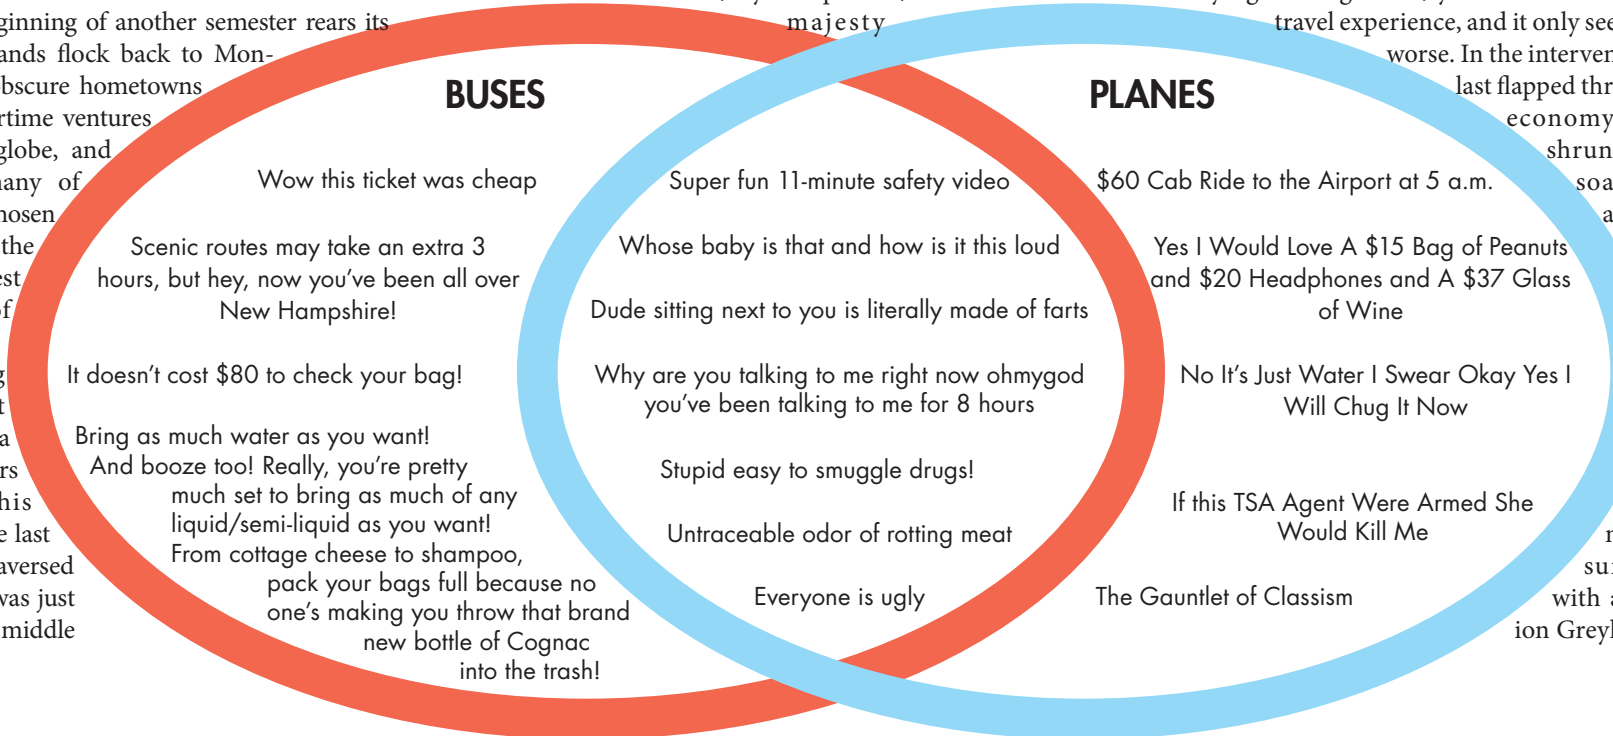 ginning of another semester rears its
ands flock back to Mon-
obscure hometowns
rtime ventures
globe, and
any of
hosen
the
est
of
g
t
a
rs
his
e last
aversed
was just
middle
majesty
travel experience, and it only see
worse. In the interven
last flapped thr
economy
shrun
soa
a
sur
with a
ion Greyh
BUSES
Wow this ticket was cheap
Scenic routes may take an extra 3
hours, but hey, now you've been all over
New Hampshire!
It doesn't cost $80 to check your bag!
Bring as much water as you want!
And booze too! Really, you're pretty
much set to bring as much of any
liquid/semi-liquid as you want!
From cottage cheese to shampoo,
pack your bags full because no
one's making you throw that brand
new bottle of Cognac
into the trash!
Super fun 11-minute safety video
Whose baby is that and how is it this loud
Dude sitting next to you is literally made of farts
Why are you talking to me right now ohmygod
you've been talking to me for 8 hours
Stupid easy to smuggle drugs!
Untraceable odor of rotting meat
Everyone is ugly
PLANES
$60 Cab Ride to the Airport at 5 a.m.
Yes I Would Love A $15 Bag of Peanuts
and $20 Headphones and A $37 Glass
of Wine
No It's Just Water I Swear Okay Yes I
Will Chug It Now
If this TSA Agent Were Armed She
Would Kill Me
The Gauntlet of Classism